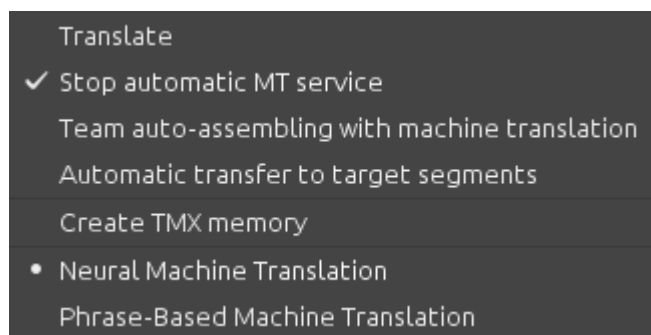 Translate
✓ Stop automatic MT service
Team auto-assembling with machine translation
Automatic transfer to target segments
Create TMX memory
• Neural Machine Translation
Phrase-Based Machine Translation